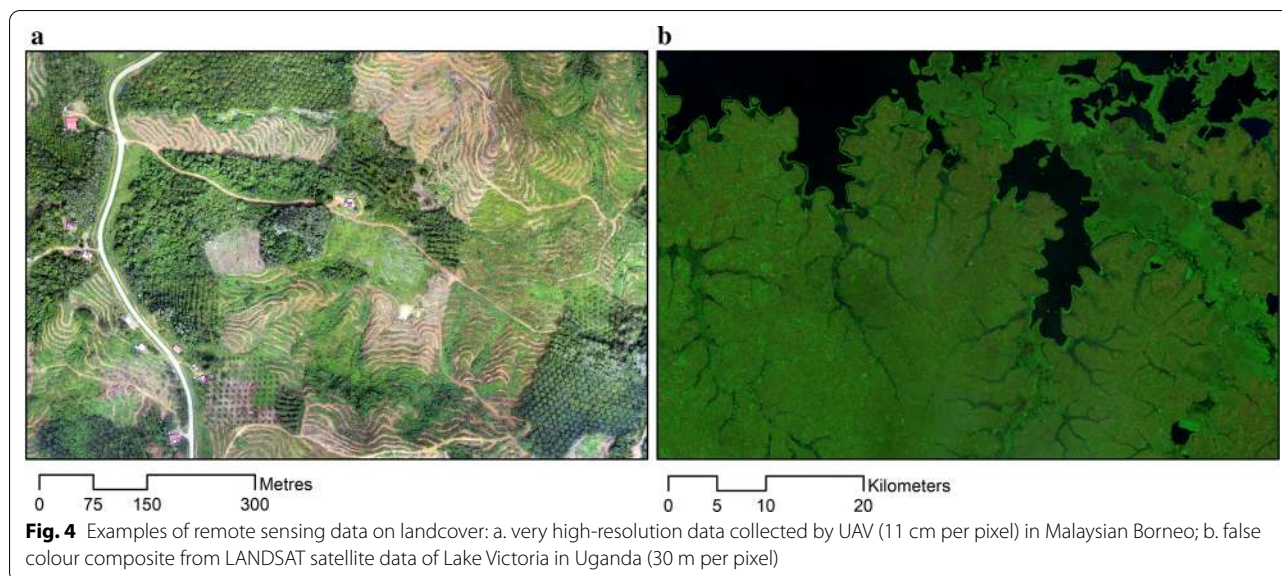 a
b
0 75 150 300 Metres
0 5 10 20 Kilometers
Fig. 4 Examples of remote sensing data on landcover: a. very high-resolution data collected by UAV (11 cm per pixel) in Malaysian Borneo; b. false
colour composite from LANDSAT satellite data of Lake Victoria in Uganda (30 m per pixel)